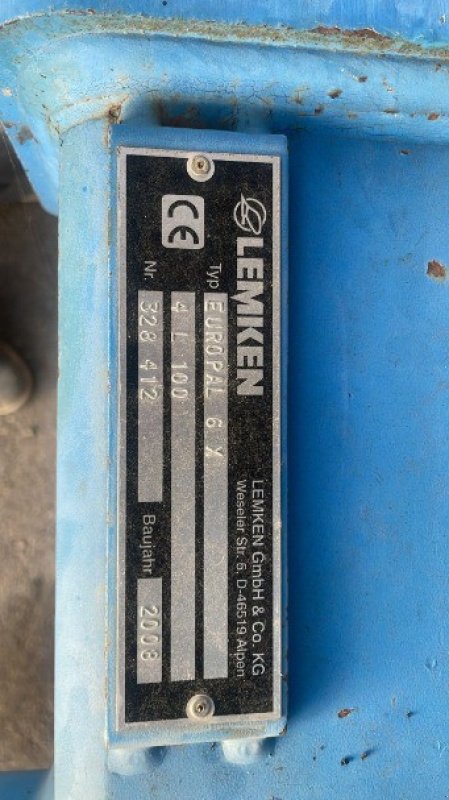 LEMKEN
LEMKEN GmbH & Co. KG
Weseler Str. 5, D-46519 Alpen
CE
Typ EUROPAL 6 X
4 L 100
Nr. 328 412 Baujahr 2008